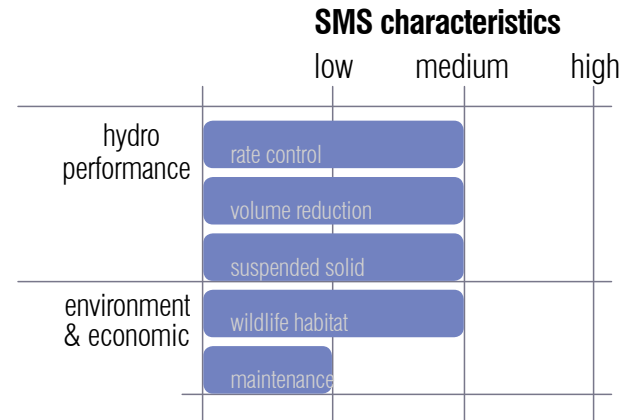 SMS characteristics
low medium high
hydro
performance
rate control
volume reduction
suspended solid
environment
& economic
wildlife habitat
maintenance